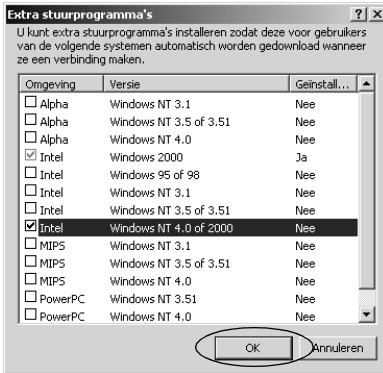 Extra stuurprogramma's
U kunt extra stuurprogramma's installeren zodat deze voor gebruikers
van de volgende systemen automatisch worden gedownload wanneer
ze een verbinding maken.
Omgeving Versie Geïnstall...
Alpha Windows NT 3.1 Nee
Alpha Windows NT 3.5 of 3.51 Nee
Alpha Windows NT 4.0 Nee
Intel Windows 2000 Ja
Intel Windows 95 of 98 Nee
Intel Windows NT 3.1 Nee
Intel Windows NT 3.5 of 3.51 Nee
Intel Windows NT 4.0 of 2000 Nee
MIPS Windows NT 3.1 Nee
MIPS Windows NT 3.5 of 3.51 Nee
MIPS Windows NT 4.0 Nee
PowerPC Windows NT 3.51 Nee
PowerPC Windows NT 4.0 Nee
OK Annuleren